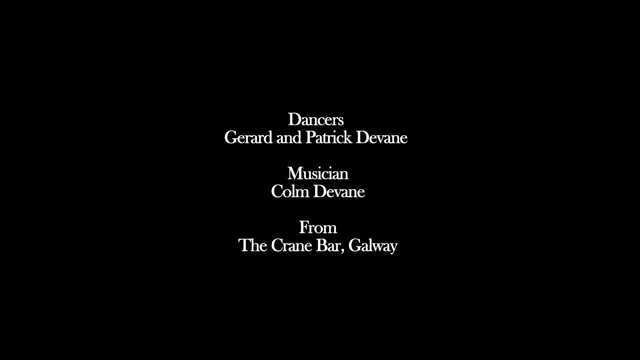 Dancers
Gerard and Patrick Devane
Musician
Colm Devane
From
The Crane Bar, Galway